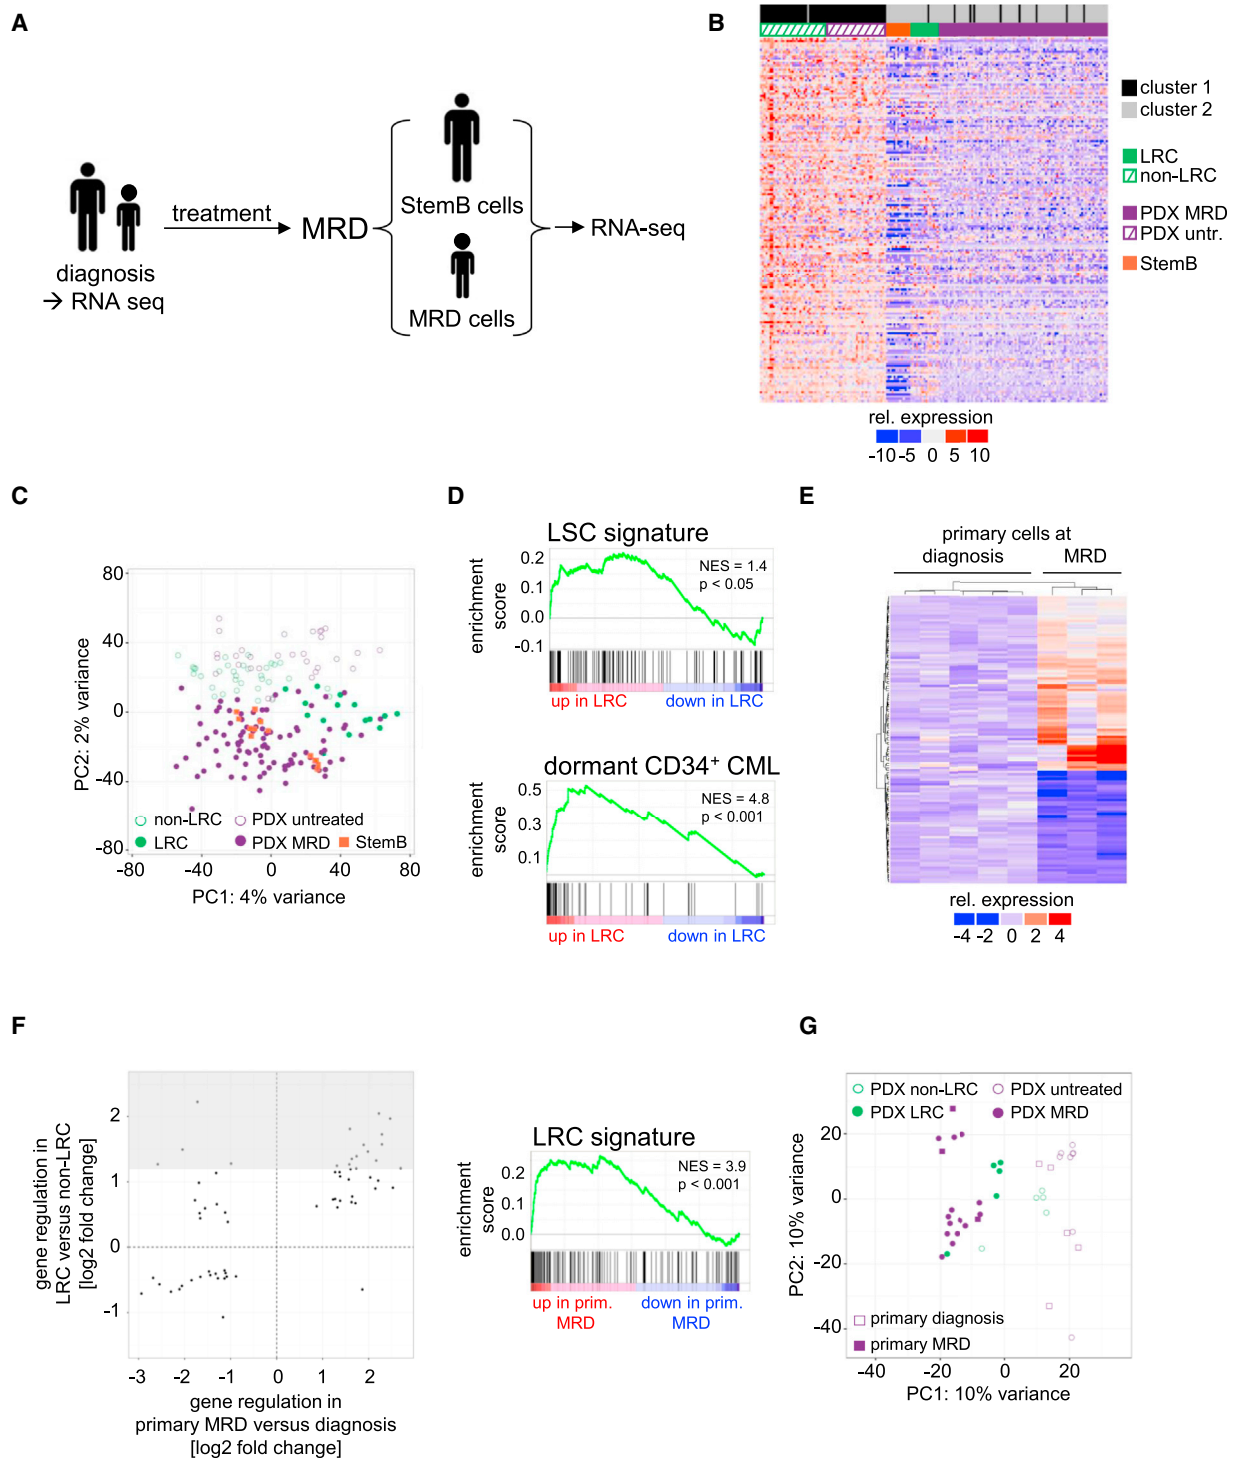 A
diagnosis
→ RNA seq
treatment
MRD
StemB cells
MRD cells
RNA-seq
B
cluster 1
cluster 2
LRC
non-LRC
PDX MRD
PDX untr.
StemB
rel. expression
-10 -5 0 5 10
C
PC2: 2% variance
80
40
0
-40
-80
non-LRC
PDX untreated
LRC
PDX MRD
StemB
-80 -40 0 40 80
PC1: 4% variance
D
LSC signature
enrichment
score
0.2
0.1
0.0
-0.1
NES = 1.4
p < 0.05
up in LRC
down in LRC
dormant CD34⁺ CML
enrichment
score
0.5
0.3
0.1
NES = 4.8
p < 0.001
up in LRC
down in LRC
E
primary cells at
diagnosis
MRD
rel. expression
-4 -2 0 2 4
F
gene regulation in
LRC versus non-LRC
[log2 fold change]
2
1
0
-1
-3 -2 -1 0 1 2
gene regulation in
primary MRD versus diagnosis
[log2 fold change]
LRC signature
enrichment
score
0.2
0.1
0.0
NES = 3.9
p < 0.001
up in prim.
MRD
down in prim.
MRD
G
PC2: 10% variance
PDX non-LRC
PDX untreated
PDX LRC
PDX MRD
20
0
-20
-40
primary diagnosis
primary MRD
-40 -20 0 20
PC1: 10% variance